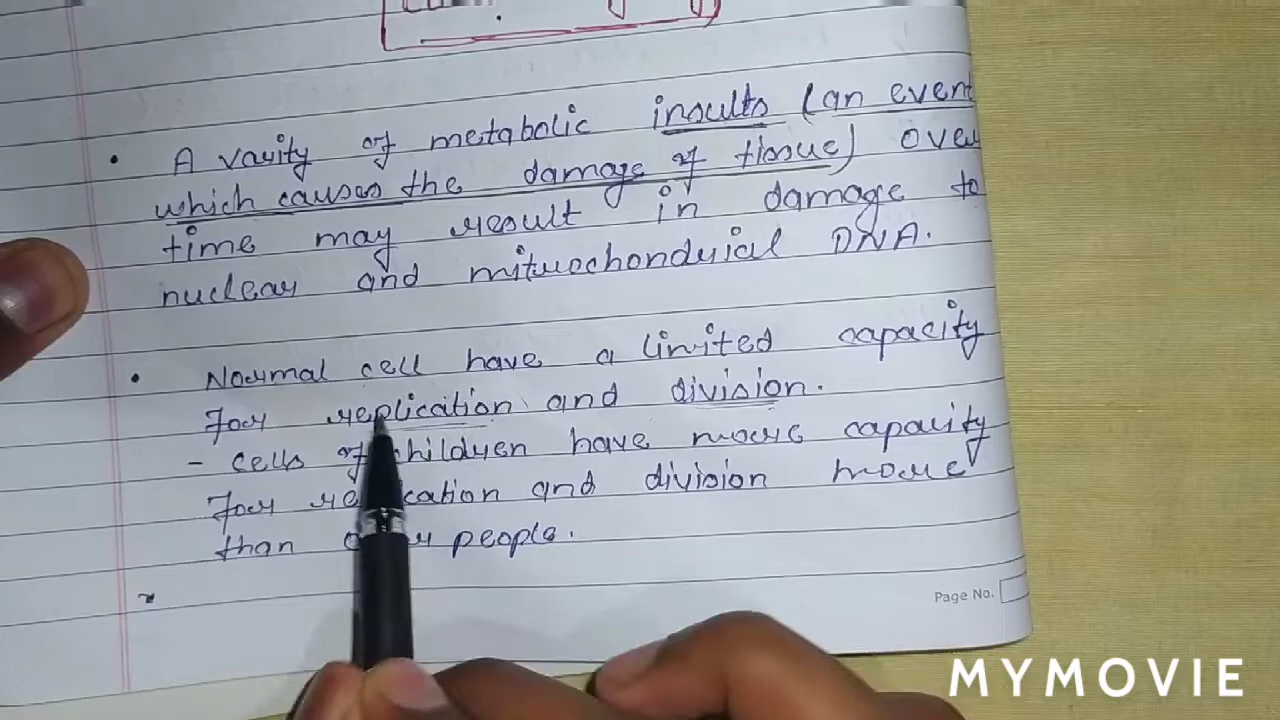 A varity of metabolic insults (an event
which causes the damage of tissue) over
time may result in damage to
nuclear and mitrochondrial DNA.
Normal cell have a limited capacity
for replication and division.
- cells of children have more capacity
for replication and division more
than people.
Page No.
MYMOVIE